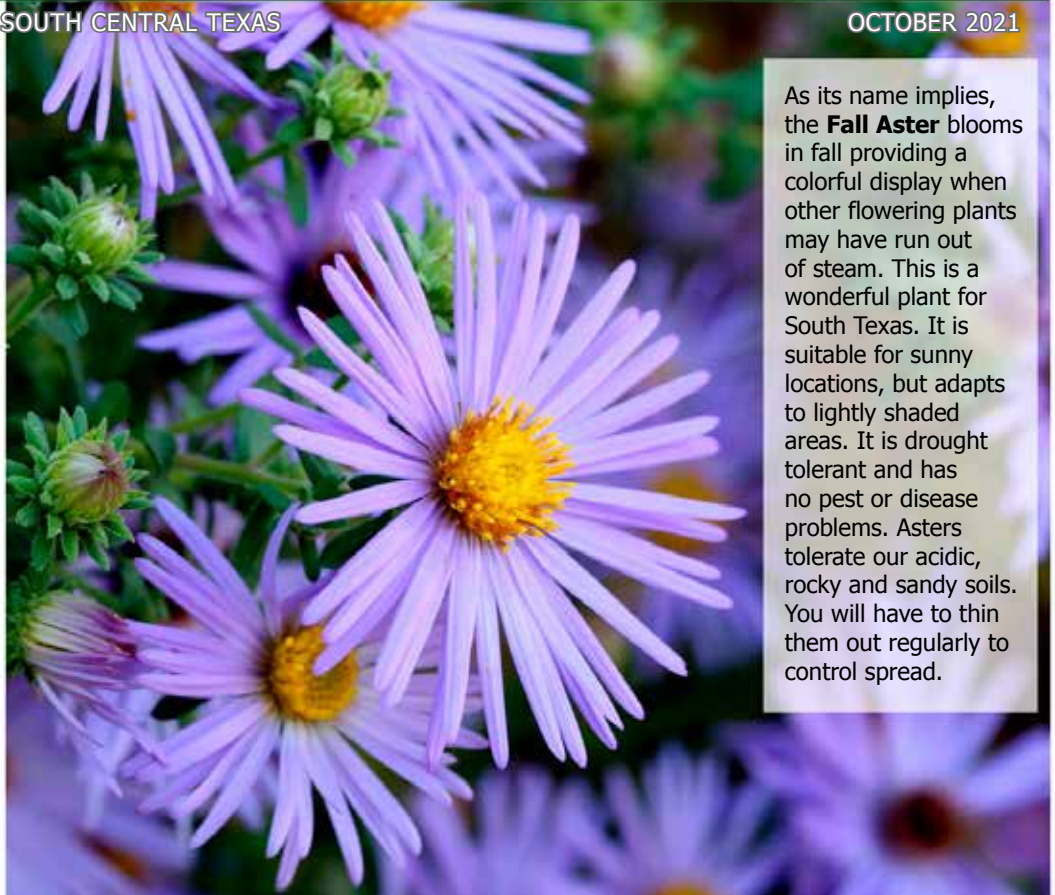 SOUTH CENTRAL TEXAS
OCTOBER 2021
As its name implies,
the Fall Aster blooms
in fall providing a
colorful display when
other flowering plants
may have run out
of steam. This is a
wonderful plant for
South Texas. It is
suitable for sunny
locations, but adapts
to lightly shaded
areas. It is drought
tolerant and has
no pest or disease
problems. Asters
tolerate our acidic,
rocky and sandy soils.
You will have to thin
them out regularly to
control spread.